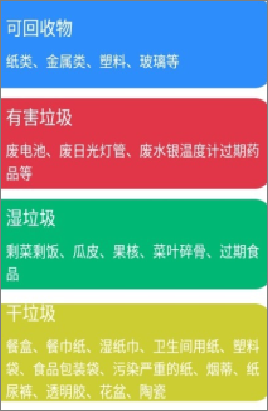 可回收物
纸类、金属类、塑料、玻璃等
有害垃圾
废电池、废日光灯管、废水银温度计过期药
品等
湿垃圾
剩菜剩饭、瓜皮、果核、菜叶碎骨、过期食
品
干垃圾
餐盒、餐巾纸、湿纸巾、卫生间用纸、塑料
袋、食品包装袋、污染严重的纸、烟蒂、纸
尿裤、透明胶、花盆、陶瓷